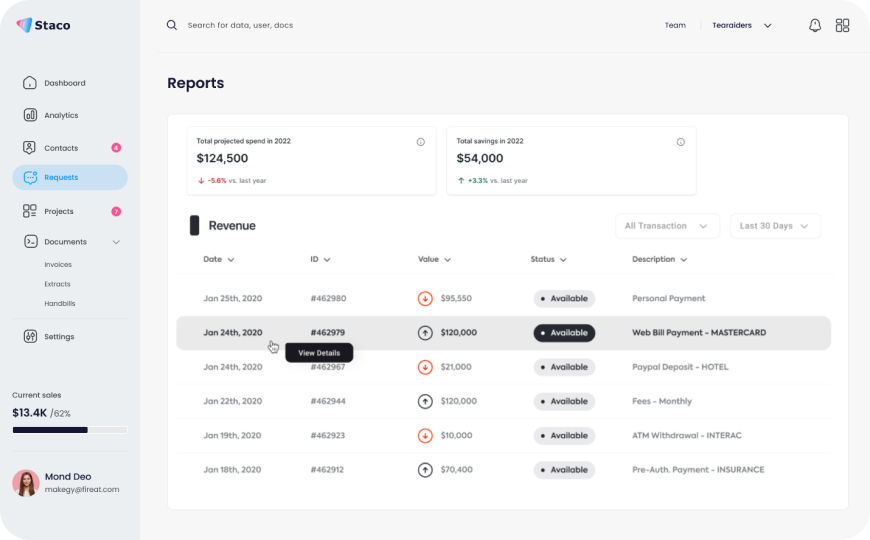 Staco
Search for data, user, docs
Team
Tearaiders
Dashboard
Analytics
Contacts 4
Requests
Projects 7
Documents
Invoices
Extracts
Handbills
Settings
Current sales
$13.4K /62%
Mond Deo
makegy@fireat.com
Reports
Total projected spend in 2022
$124,500
-5.6% vs. last year
Total savings in 2022
$54,000
+3.3% vs. last year
Revenue
All Transaction
Last 30 Days
Date ID Value Status Description
Jan 25th, 2020 #462980 $95,550 Available Personal Payment
Jan 24th, 2020 #462979 $120,000 Available Web Bill Payment - MASTERCARD
View Details
Jan 24th, 2020 #462967 $21,000 Available Paypal Deposit - HOTEL
Jan 22th, 2020 #462944 $120,000 Available Fees - Monthly
Jan 19th, 2020 #462923 $10,000 Available ATM Withdrawal - INTERAC
Jan 18th, 2020 #462912 $70,400 Available Pre-Auth. Payment - INSURANCE